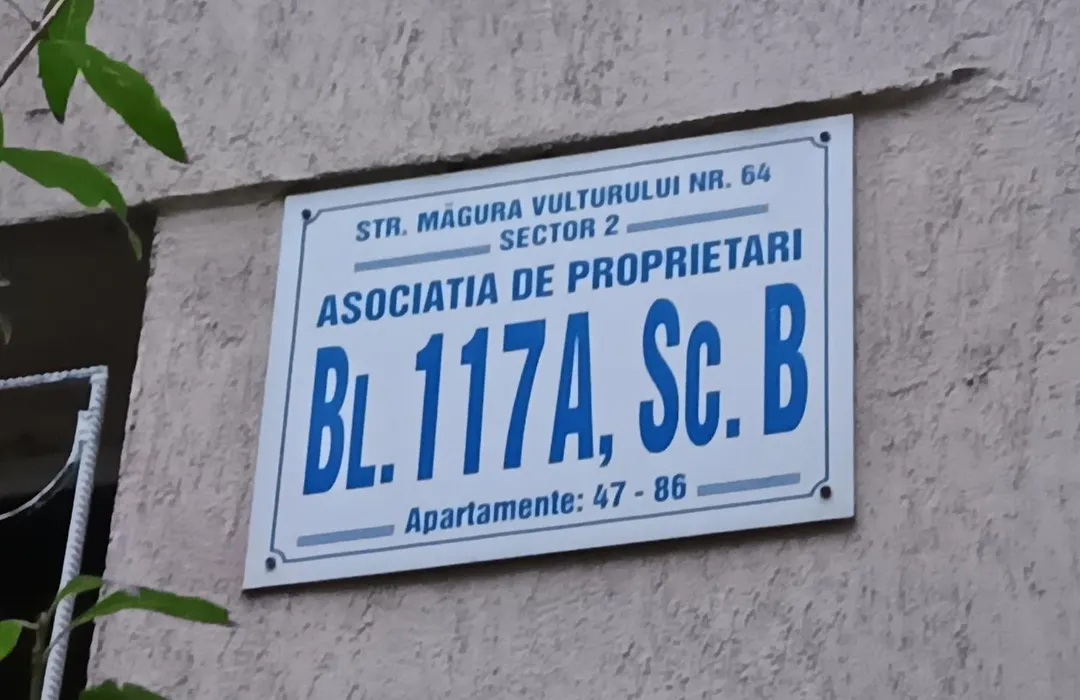 STR. MĂGURA VULTURULUI NR. 64
SECTOR 2
ASOCIATIA DE PROPRIETARI
BL. 117A, SC. B
Apartamente: 47 - 86